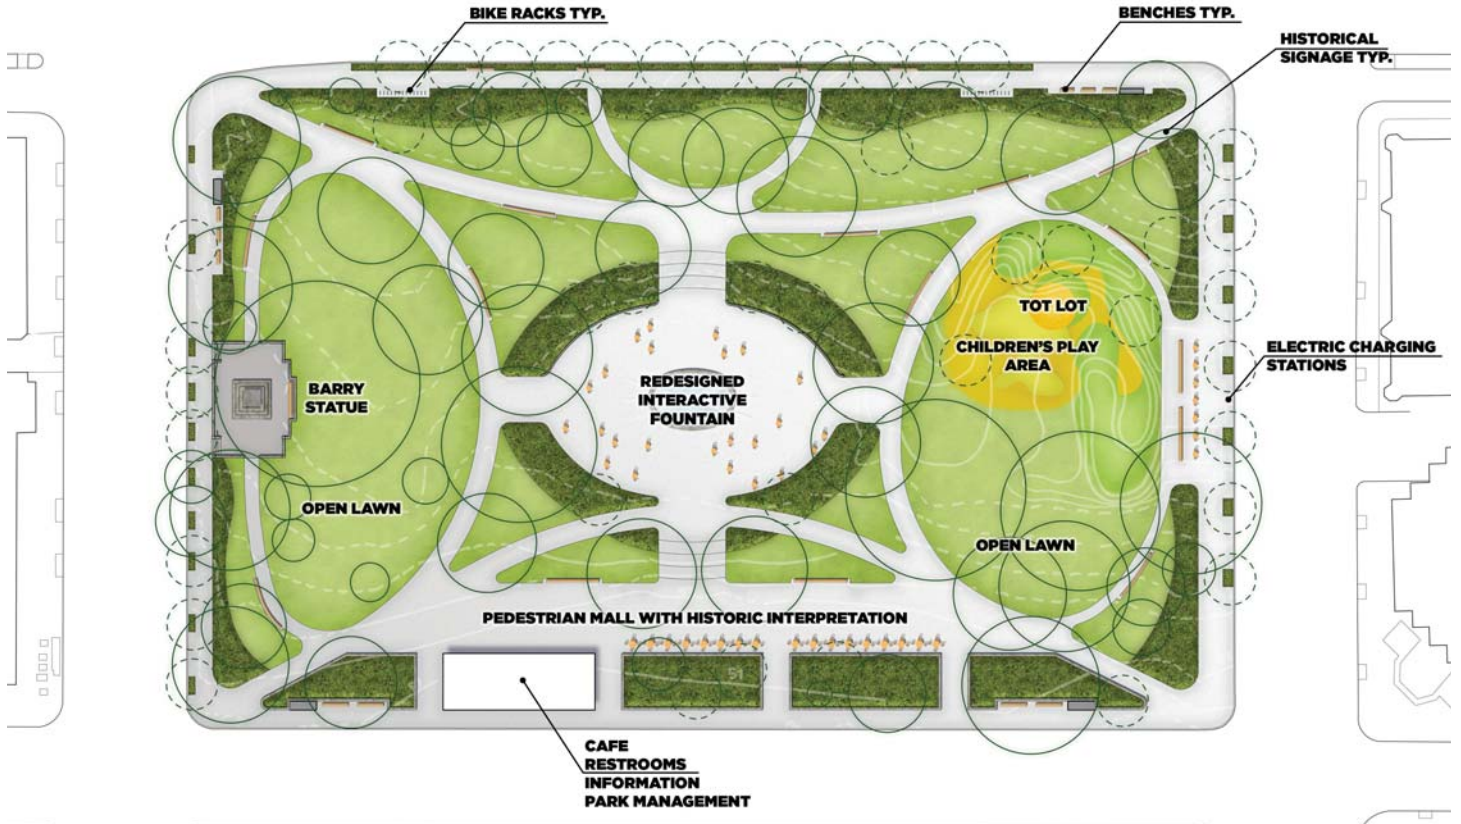 BIKE RACKS TYP.
BENCHES TYP.
HISTORICAL
SIGNAGE TYP.
TOT LOT
CHILDREN'S PLAY
AREA
ELECTRIC CHARGING
STATIONS
REDESIGNED
INTERACTIVE
FOUNTAIN
BARRY
STATUE
OPEN LAWN
OPEN LAWN
PEDESTRIAN MALL WITH HISTORIC INTERPRETATION
51
CAFE
RESTROOMS
INFORMATION
PARK MANAGEMENT